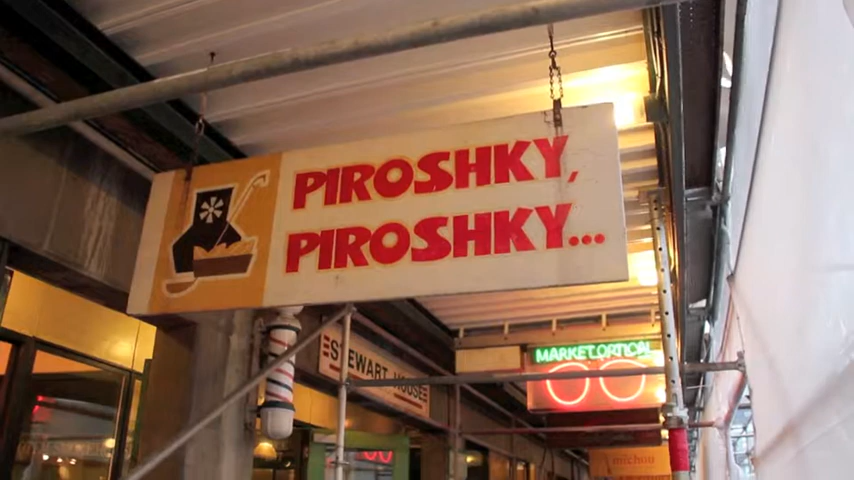 PIROSHKY,
PIROSHKY...
STEWART HOUSE
MARKET OPTICAL
michou